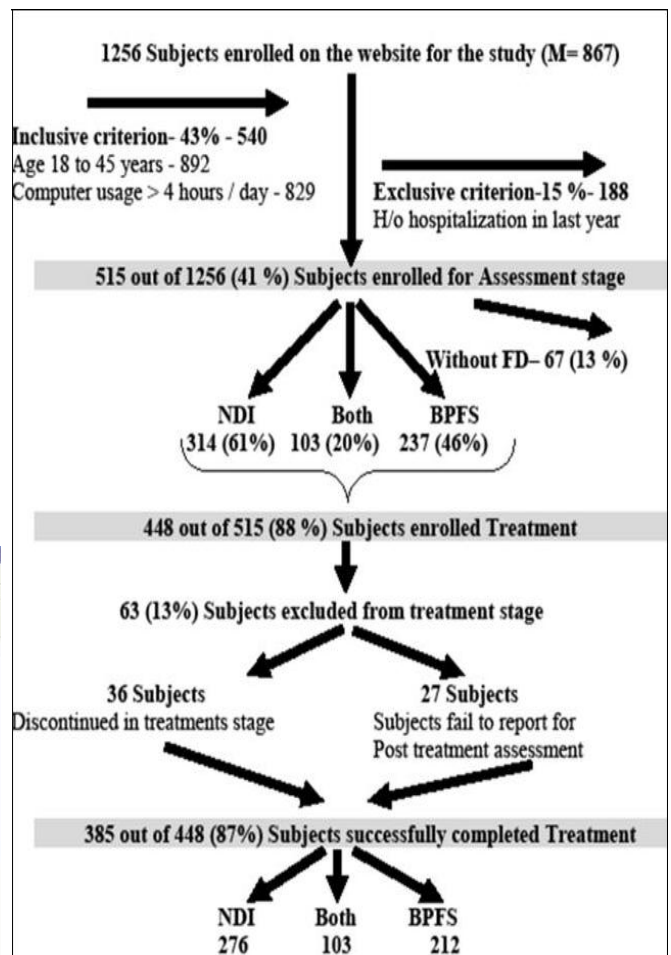 1256 Subjects enrolled on the website for the study (M= 867)
Inclusive criterion- 43% - 540
Age 18 to 45 years - 892
Computer usage > 4 hours / day - 829
Exclusive criterion-15 %- 188
H/o hospitalization in last year
515 out of 1256 (41 %) Subjects enrolled for Assessment stage
Without FD– 67 (13 %)
NDI Both BPFS
314 (61%) 103 (20%) 237 (46%)
448 out of 515 (88 %) Subjects enrolled Treatment
63 (13%) Subjects excluded from treatment stage
36 Subjects
Discontinued in treatments stage
27 Subjects
Subjects fail to report for
Post treatment assessment
385 out of 448 (87%) Subjects successfully completed Treatment
NDI Both BPFS
276 103 212